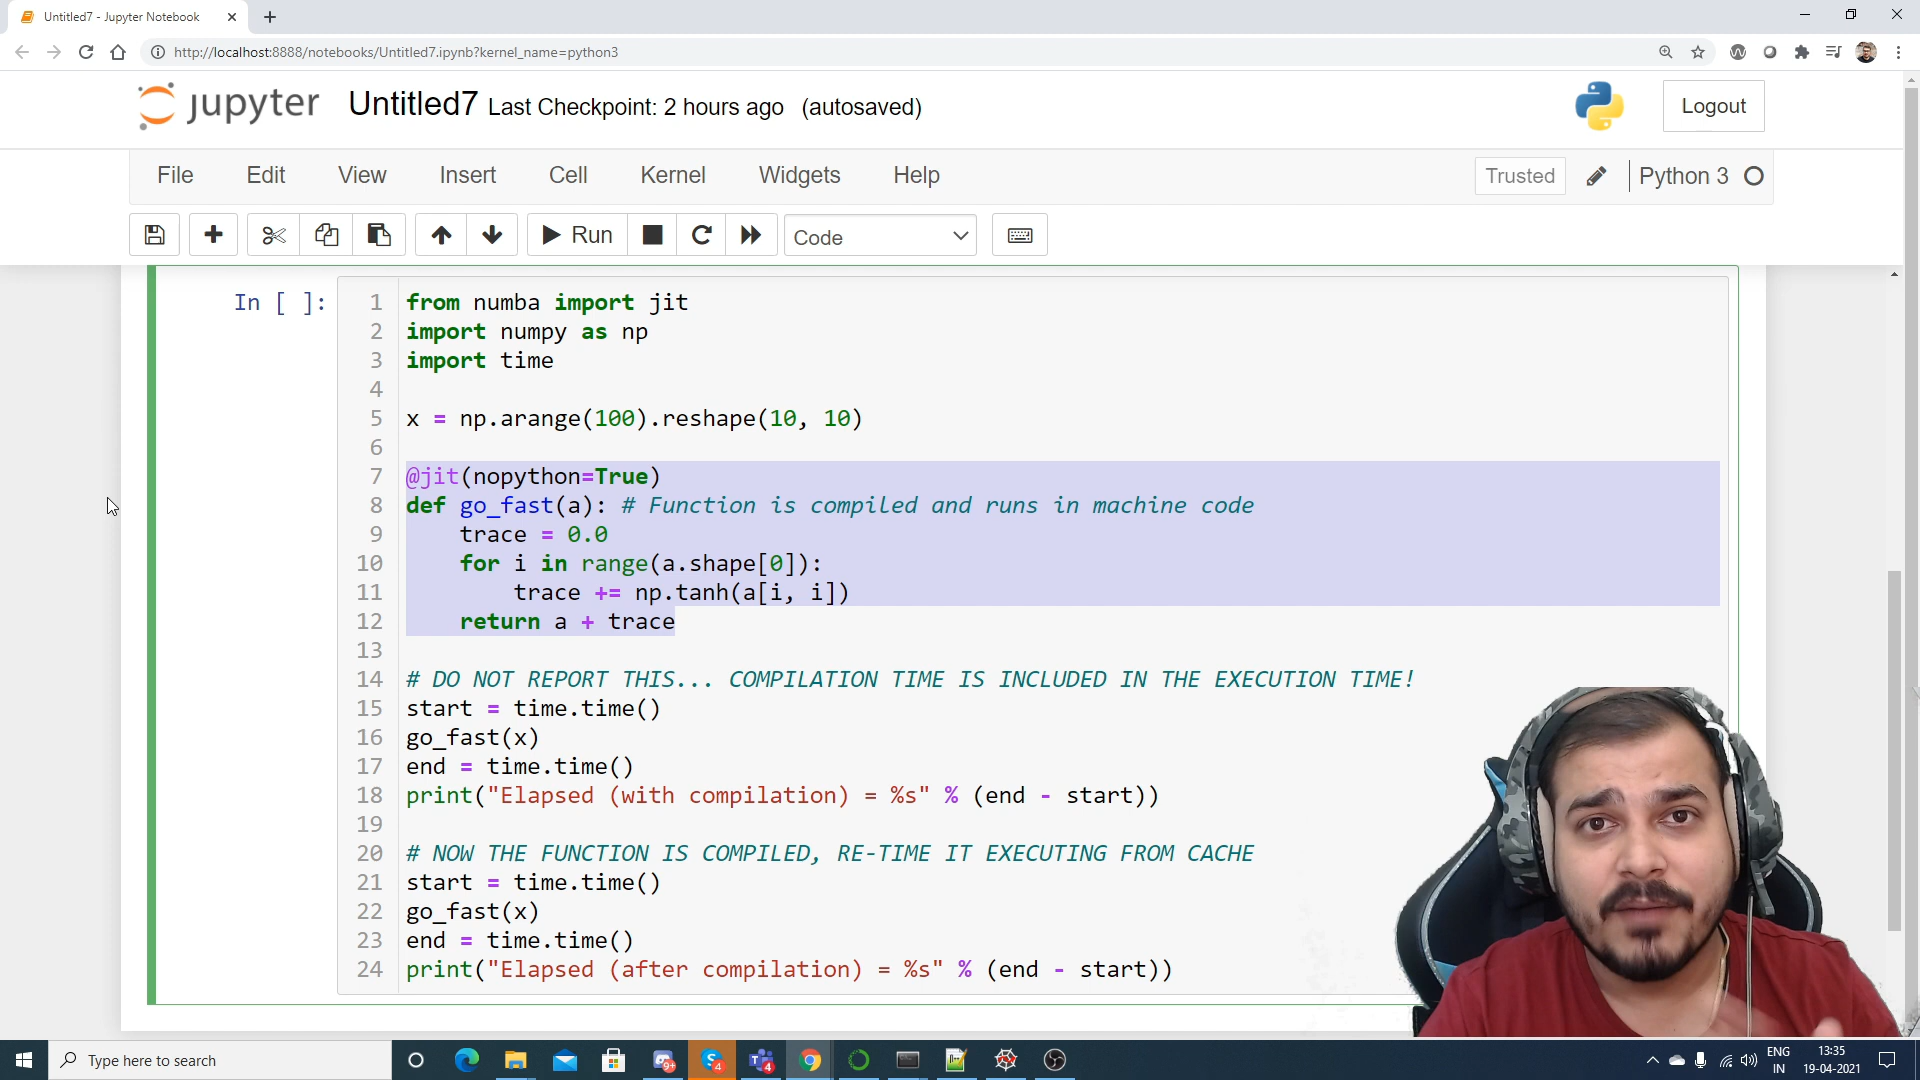 Untitled7 - Jupyter Notebook
http://localhost:8888/notebooks/Untitled7.ipynb?kernel_name=python3
jupyter Untitled7 Last Checkpoint: 2 hours ago (autosaved)
Logout
File Edit View Insert Cell Kernel Widgets Help
Trusted
Python 3
Run
Code
In [ ]:
1 from numba import jit
2 import numpy as np
3 import time
4
5 x = np.arange(100).reshape(10, 10)
6
7 @jit(nopython=True)
8 def go_fast(a): # Function is compiled and runs in machine code
9     trace = 0.0
10     for i in range(a.shape[0]):
11         trace += np.tanh(a[i, i])
12     return a + trace
13
14 # DO NOT REPORT THIS... COMPILATION TIME IS INCLUDED IN THE EXECUTION TIME!
15 start = time.time()
16 go_fast(x)
17 end = time.time()
18 print("Elapsed (with compilation) = %s" % (end - start))
19
20 # NOW THE FUNCTION IS COMPILED, RE-TIME IT EXECUTING FROM CACHE
21 start = time.time()
22 go_fast(x)
23 end = time.time()
24 print("Elapsed (after compilation) = %s" % (end - start))
Type here to search
9+
4
4
ENG
IN
13:35
19-04-2021